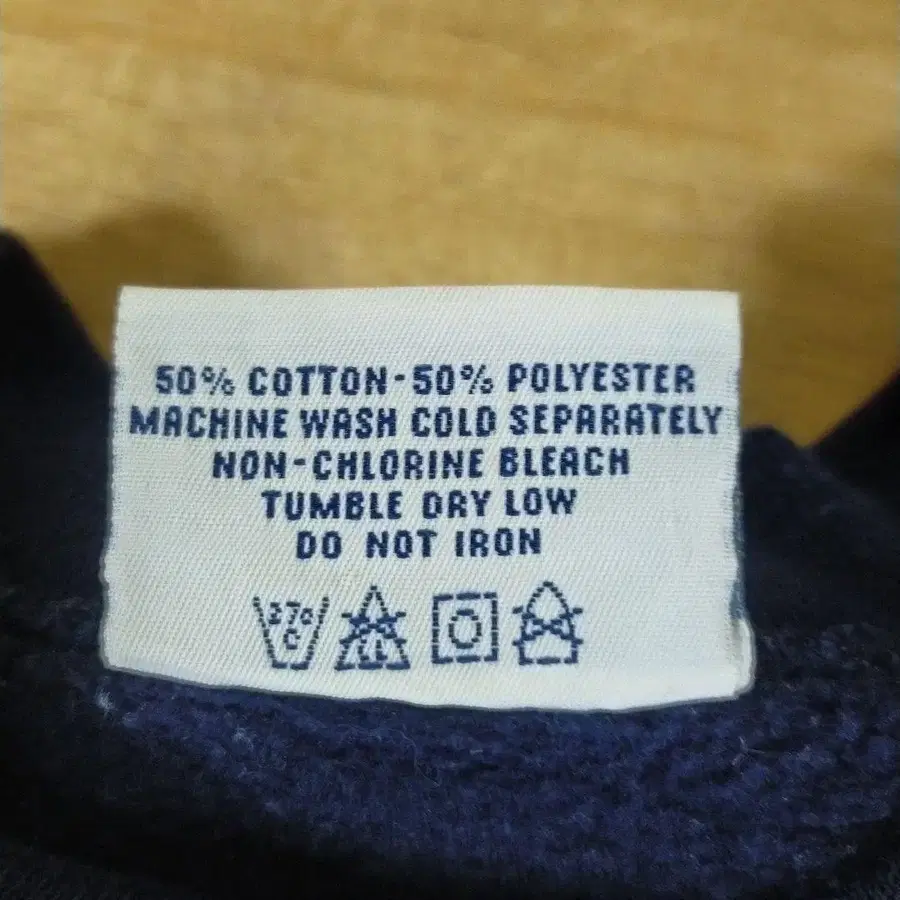 50% COTTON-50% POLYESTER
MACHINE WASH COLD SEPARATELY
NON-CHLORINE BLEACH
TUMBLE DRY LOW
DO NOT IRON